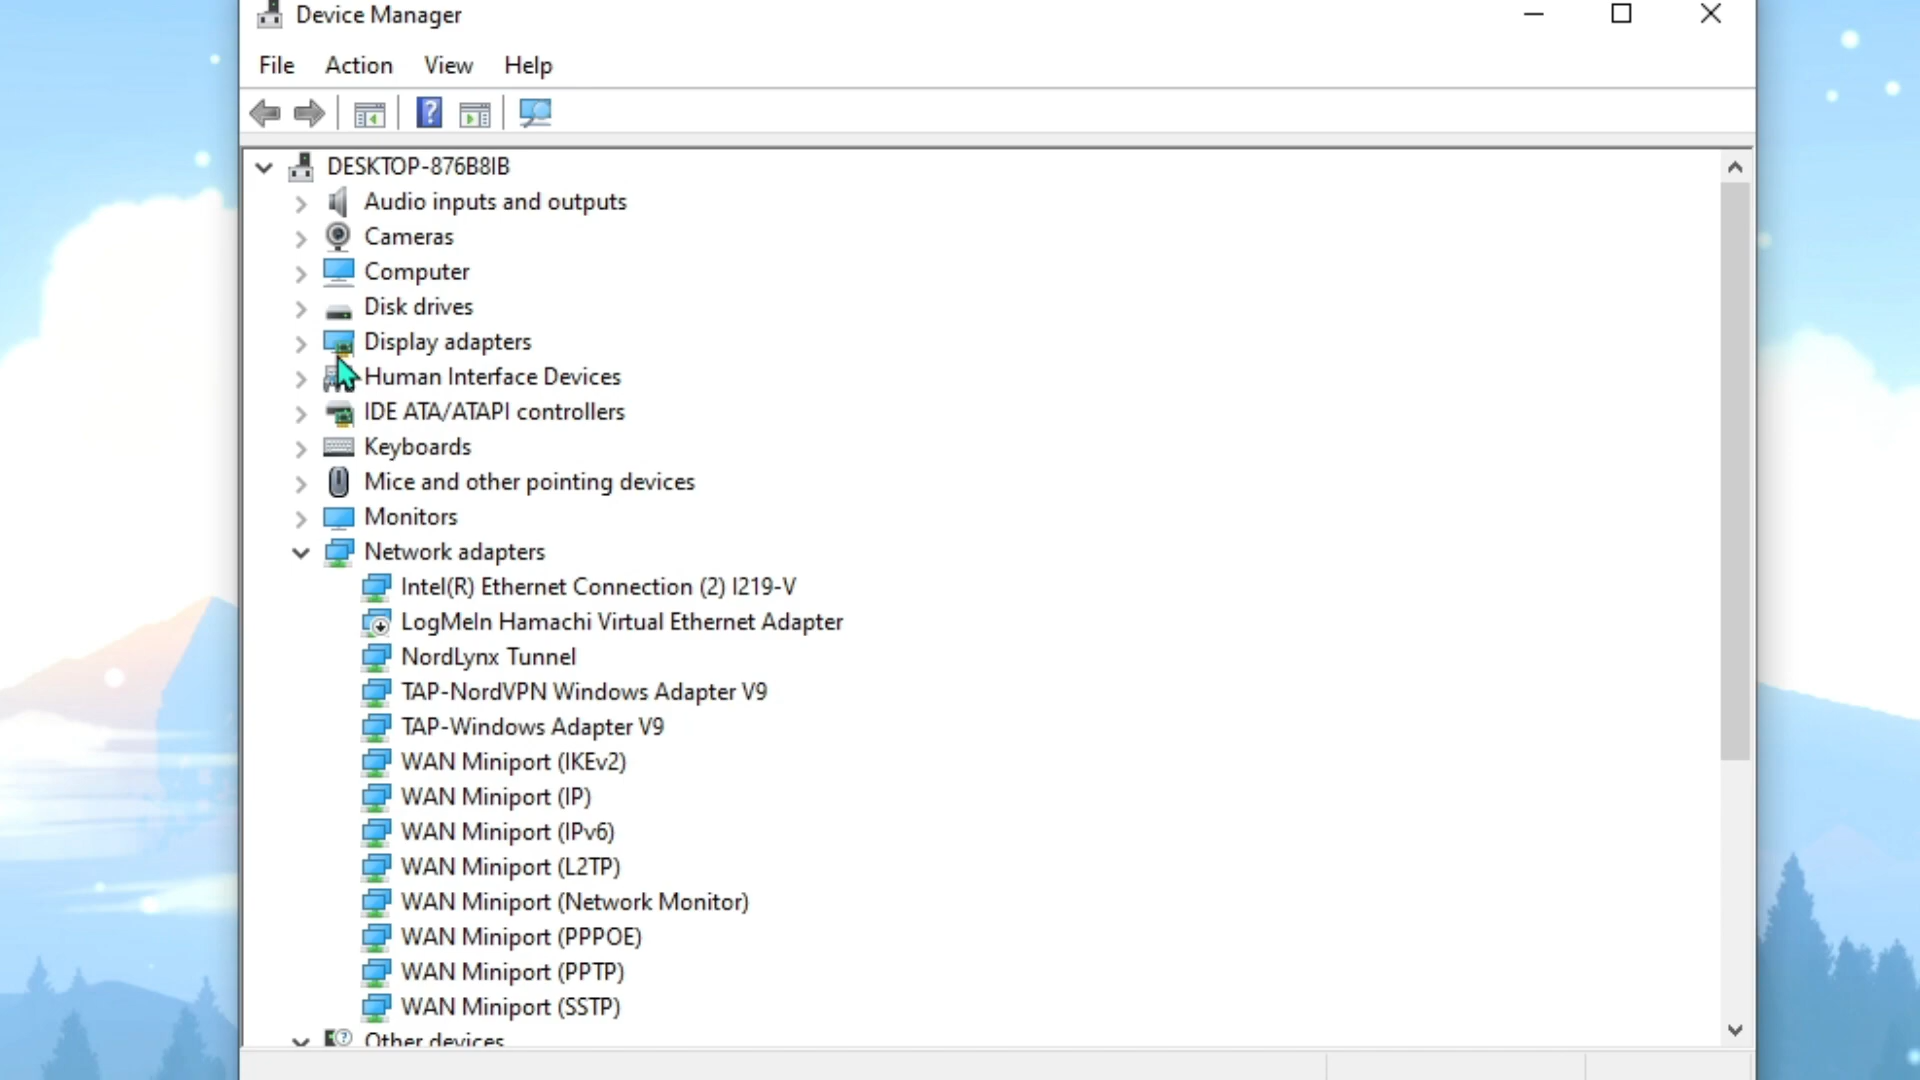 Device Manager
File Action View Help
DESKTOP-876B8IB
Audio inputs and outputs
Cameras
Computer
Disk drives
Display adapters
Human Interface Devices
IDE ATA/ATAPI controllers
Keyboards
Mice and other pointing devices
Monitors
Network adapters
Intel(R) Ethernet Connection (2) I219-V
LogMeIn Hamachi Virtual Ethernet Adapter
NordLynx Tunnel
TAP-NordVPN Windows Adapter V9
TAP-Windows Adapter V9
WAN Miniport (IKEv2)
WAN Miniport (IP)
WAN Miniport (IPv6)
WAN Miniport (L2TP)
WAN Miniport (Network Monitor)
WAN Miniport (PPPOE)
WAN Miniport (PPTP)
WAN Miniport (SSTP)
Other devices